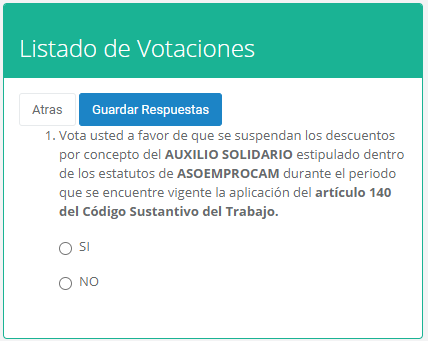 Listado de Votaciones
Atras
Guardar Respuestas
1. Vota usted a favor de que se suspendan los descuentos
por concepto del AUXILIO SOLIDARIO estipulado dentro
de los estatutos de ASOEMPROCAM durante el periodo
que se encuentre vigente la aplicación del artículo 140
del Código Sustantivo del Trabajo.
SI
NO